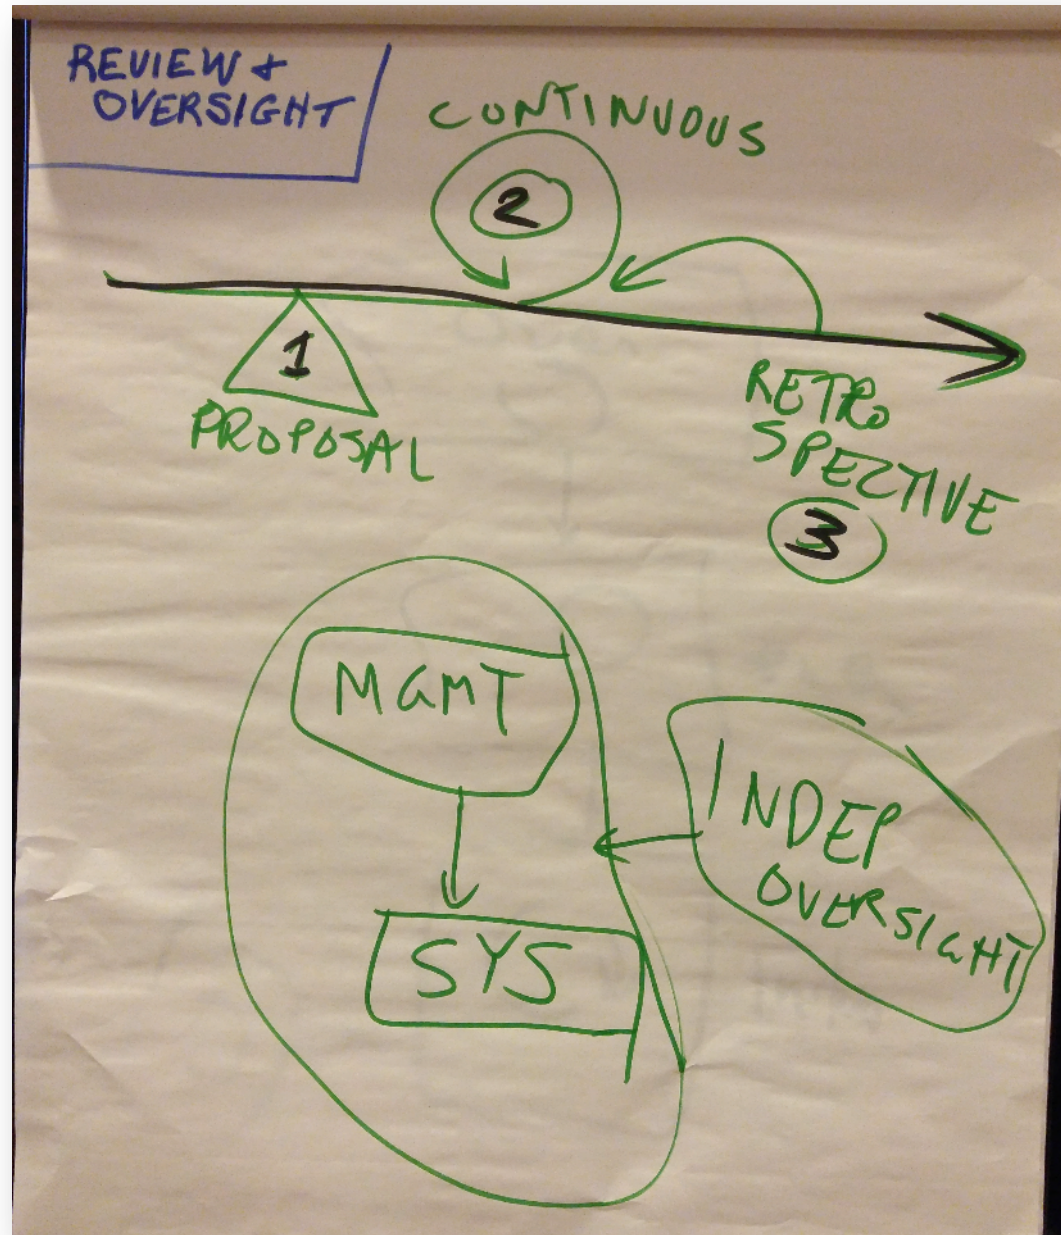 REVIEW +
OVERSIGHT
CONTINUOUS
2
1
PROPOSAL
RETRO
SPECTIVE
3
MGMT
SYS
INDEP
OVERSIGHT